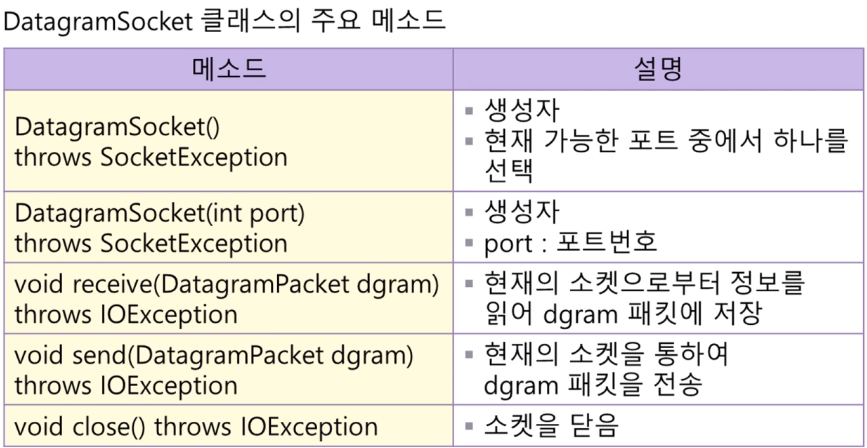 DatagramSocket 클래스의 주요 메소드
메소드
설명
DatagramSocket()
throws SocketException
▪ 생성자
▪ 현재 가능한 포트 중에서 하나를
선택
DatagramSocket(int port)
throws SocketException
▪ 생성자
▪ port : 포트번호
void receive(DatagramPacket dgram)
throws IOException
▪ 현재의 소켓으로부터 정보를
읽어 dgram 패킷에 저장
void send(DatagramPacket dgram)
throws IOException
▪ 현재의 소켓을 통하여
dgram 패킷을 전송
void close() throws IOException
▪ 소켓을 닫음